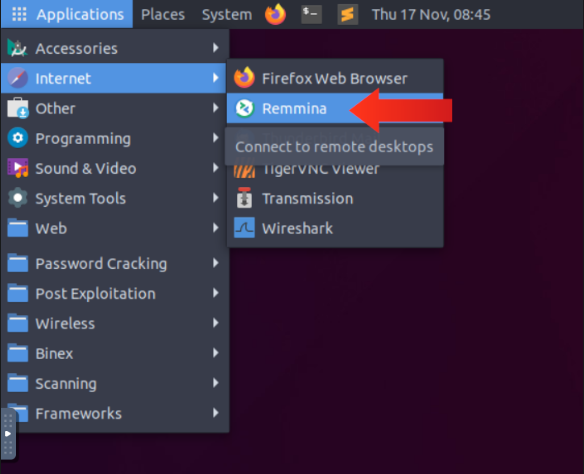 Applications Places System Thu 17 Nov, 08:45
Accessories
Internet
Other
Programming
Sound & Video
System Tools
Web
Password Cracking
Post Exploitation
Wireless
Binex
Scanning
Frameworks
Firefox Web Browser
Remmina
Connect to remote desktops
TigerVNC Viewer
Transmission
Wireshark